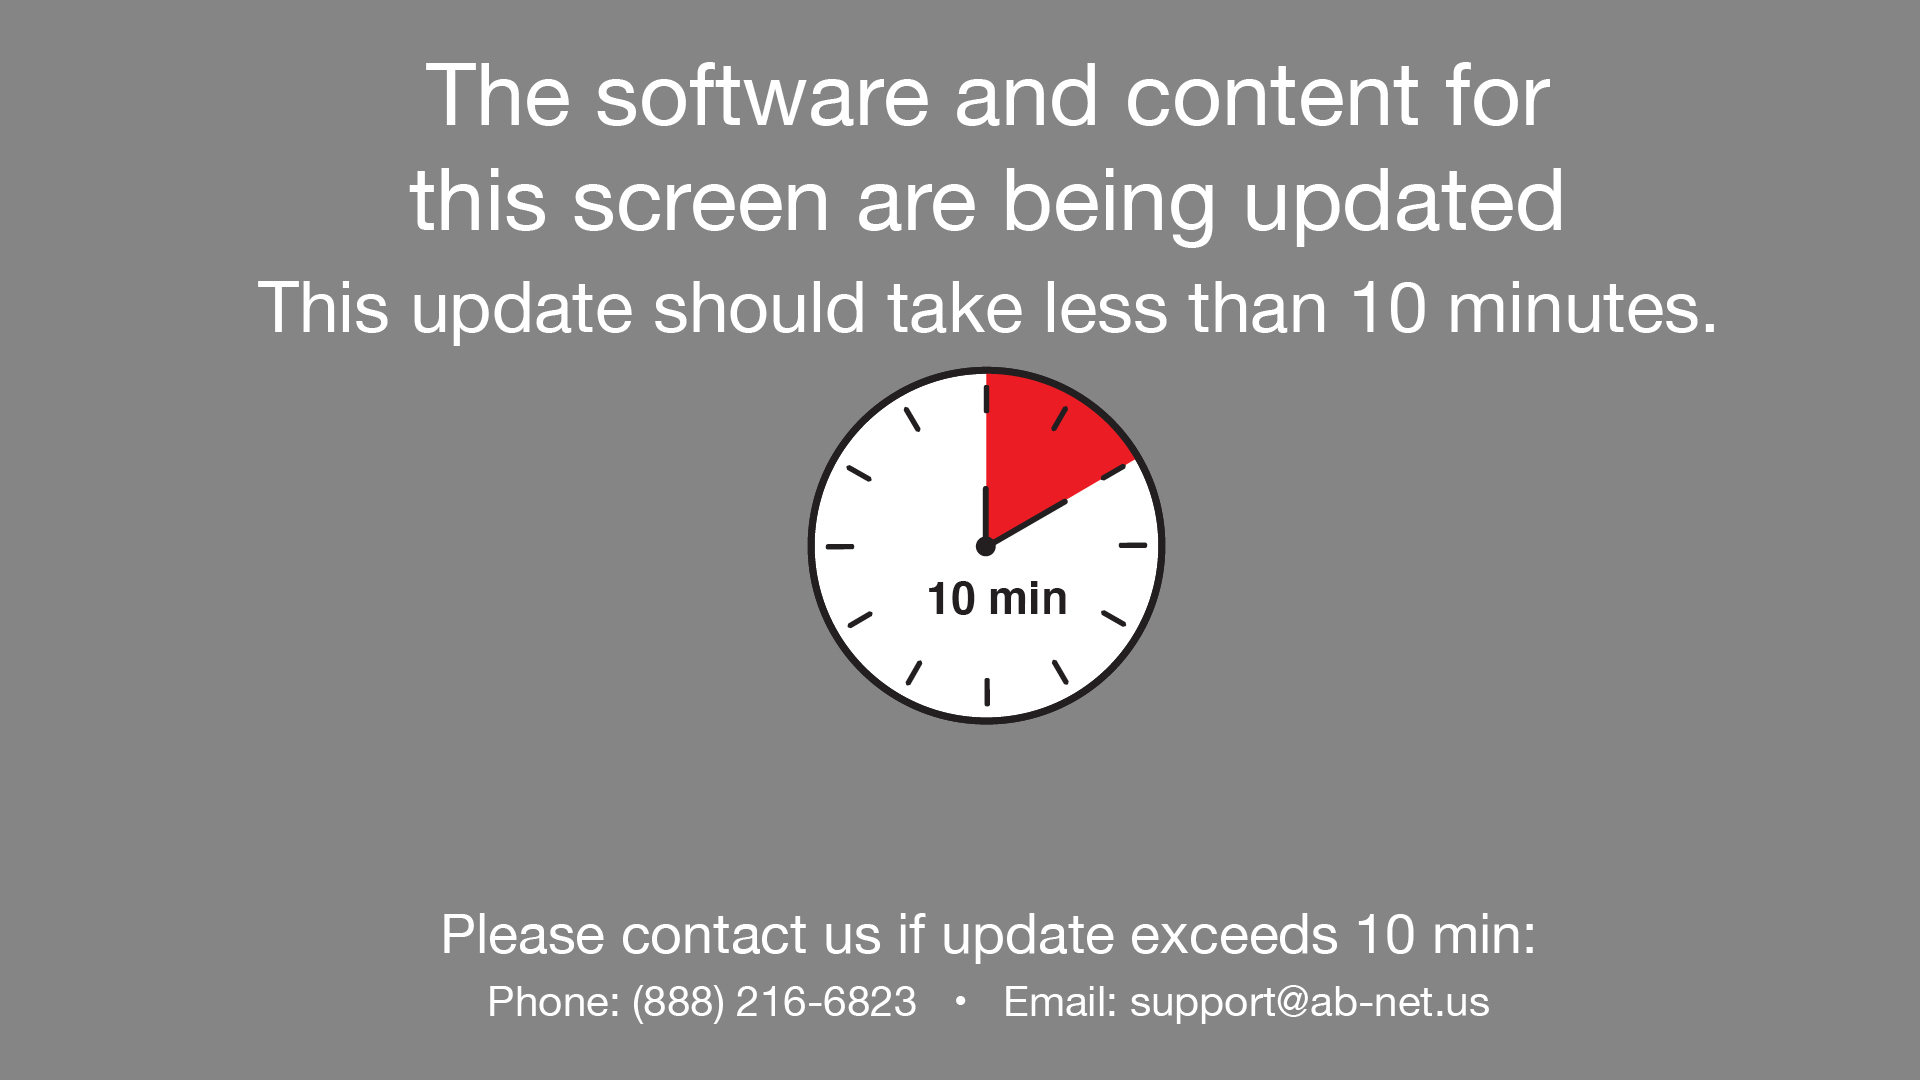 The software and content for
this screen are being updated
This update should take less than 10 minutes.
10 min
Please contact us if update exceeds 10 min:
Phone: (888) 216-6823 • Email: support@ab-net.us